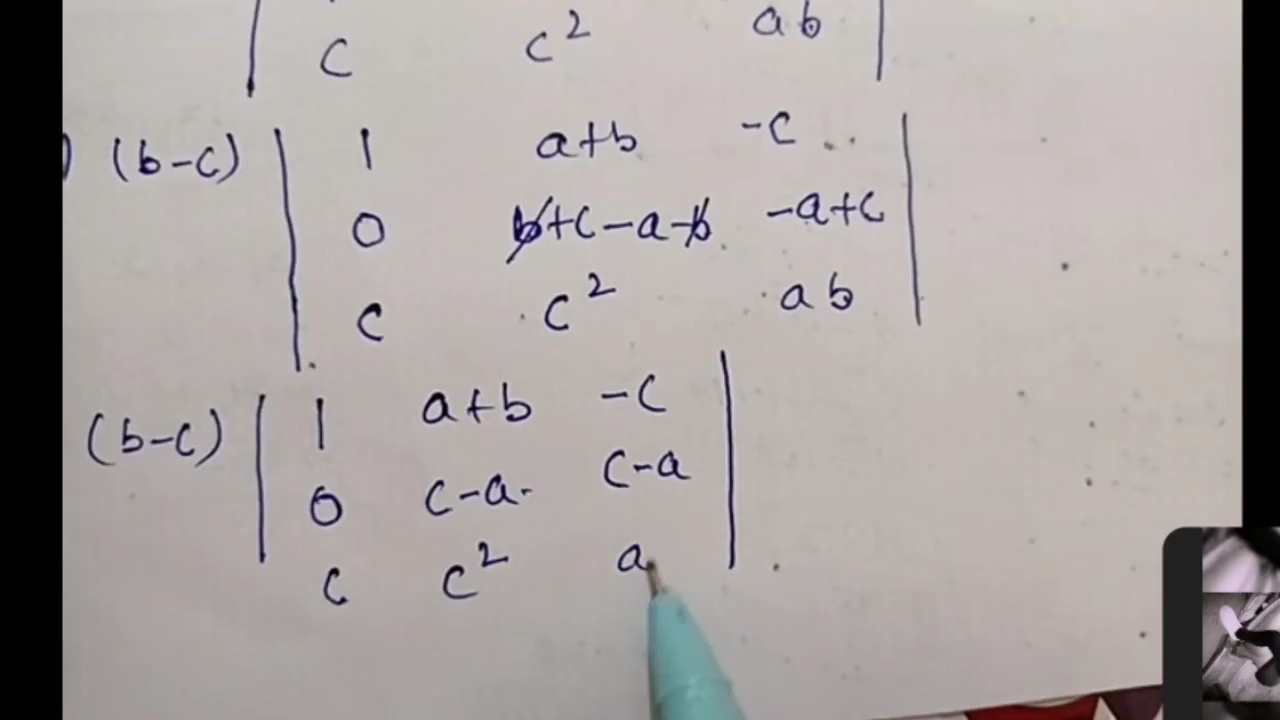 | c c² ab |
(b-c) | 1 a+b -c |
| 0 b+c-a-b -a+c |
| c c² ab |
(b-c) | 1 a+b -c |
| 0 c-a c-a |
| c c² a